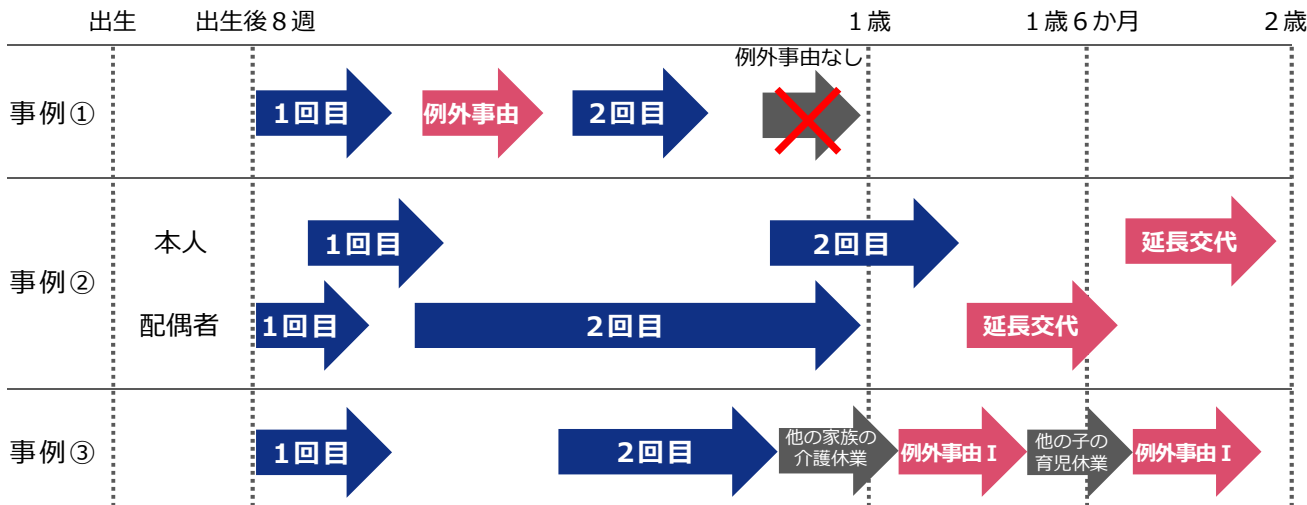 出生 出生後８週 １歳 １歳６か月 ２歳
例外事由なし
事例① 1回目 例外事由 2回目
本人 1回目 2回目 延長交代
事例②
配偶者 1回目 2回目 延長交代
事例③ 1回目 2回目 他の家族の
介護休業 例外事由Ⅰ 他の子の
育児休業 例外事由Ⅰ